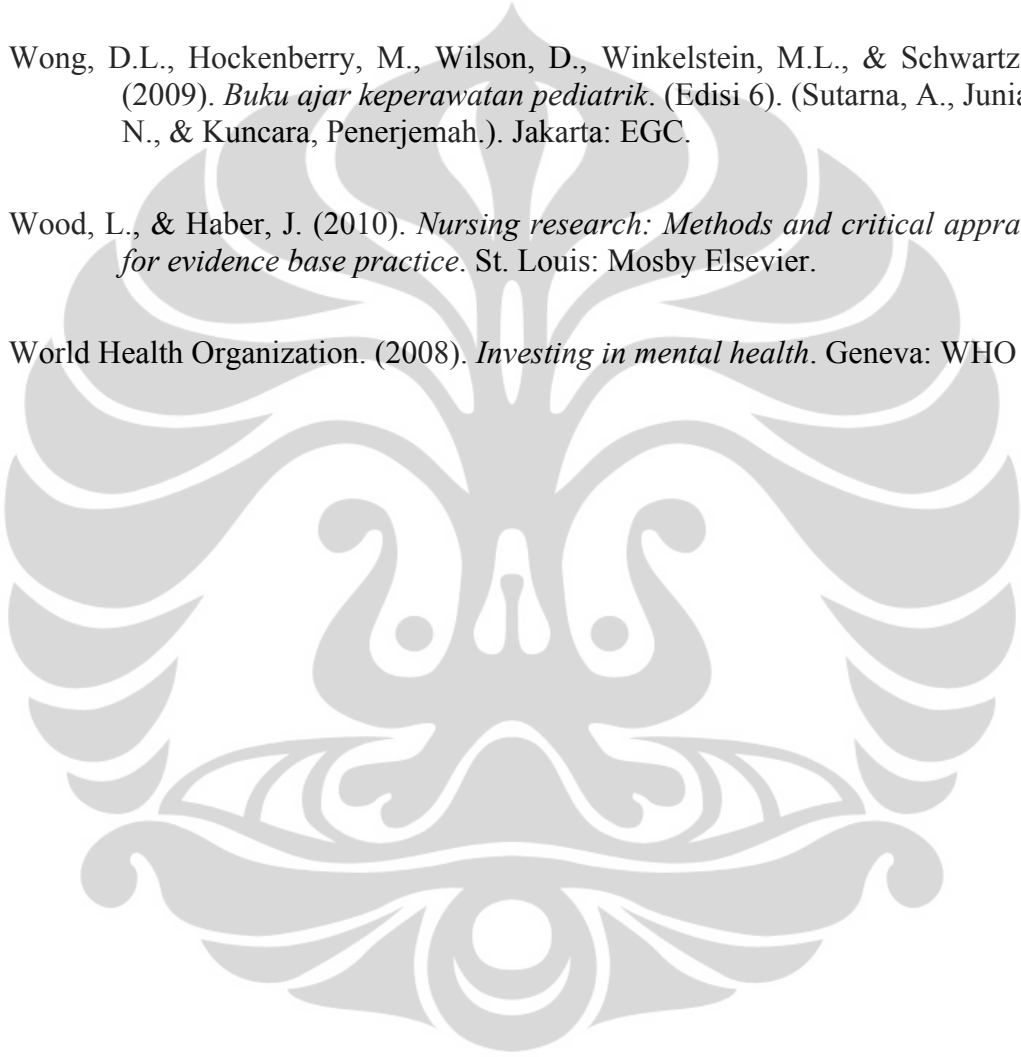 Wong, D.L., Hockenberry, M., Wilson, D., Winkelstein, M.L., & Schwartz
(2009). Buku ajar keperawatan pediatrik. (Edisi 6). (Sutarna, A., Junia
N., & Kuncara, Penerjemah.). Jakarta: EGC.
Wood, L., & Haber, J. (2010). Nursing research: Methods and critical appra
for evidence base practice. St. Louis: Mosby Elsevier.
World Health Organization. (2008). Investing in mental health. Geneva: WHO